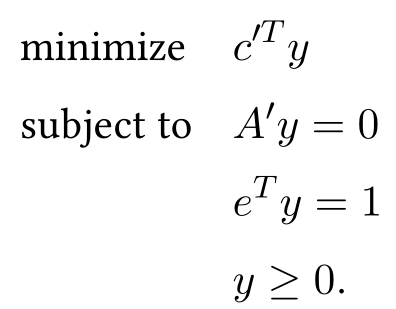 minimize c′ᵀy
subject to A′y = 0
eᵀy = 1
y ≥ 0.